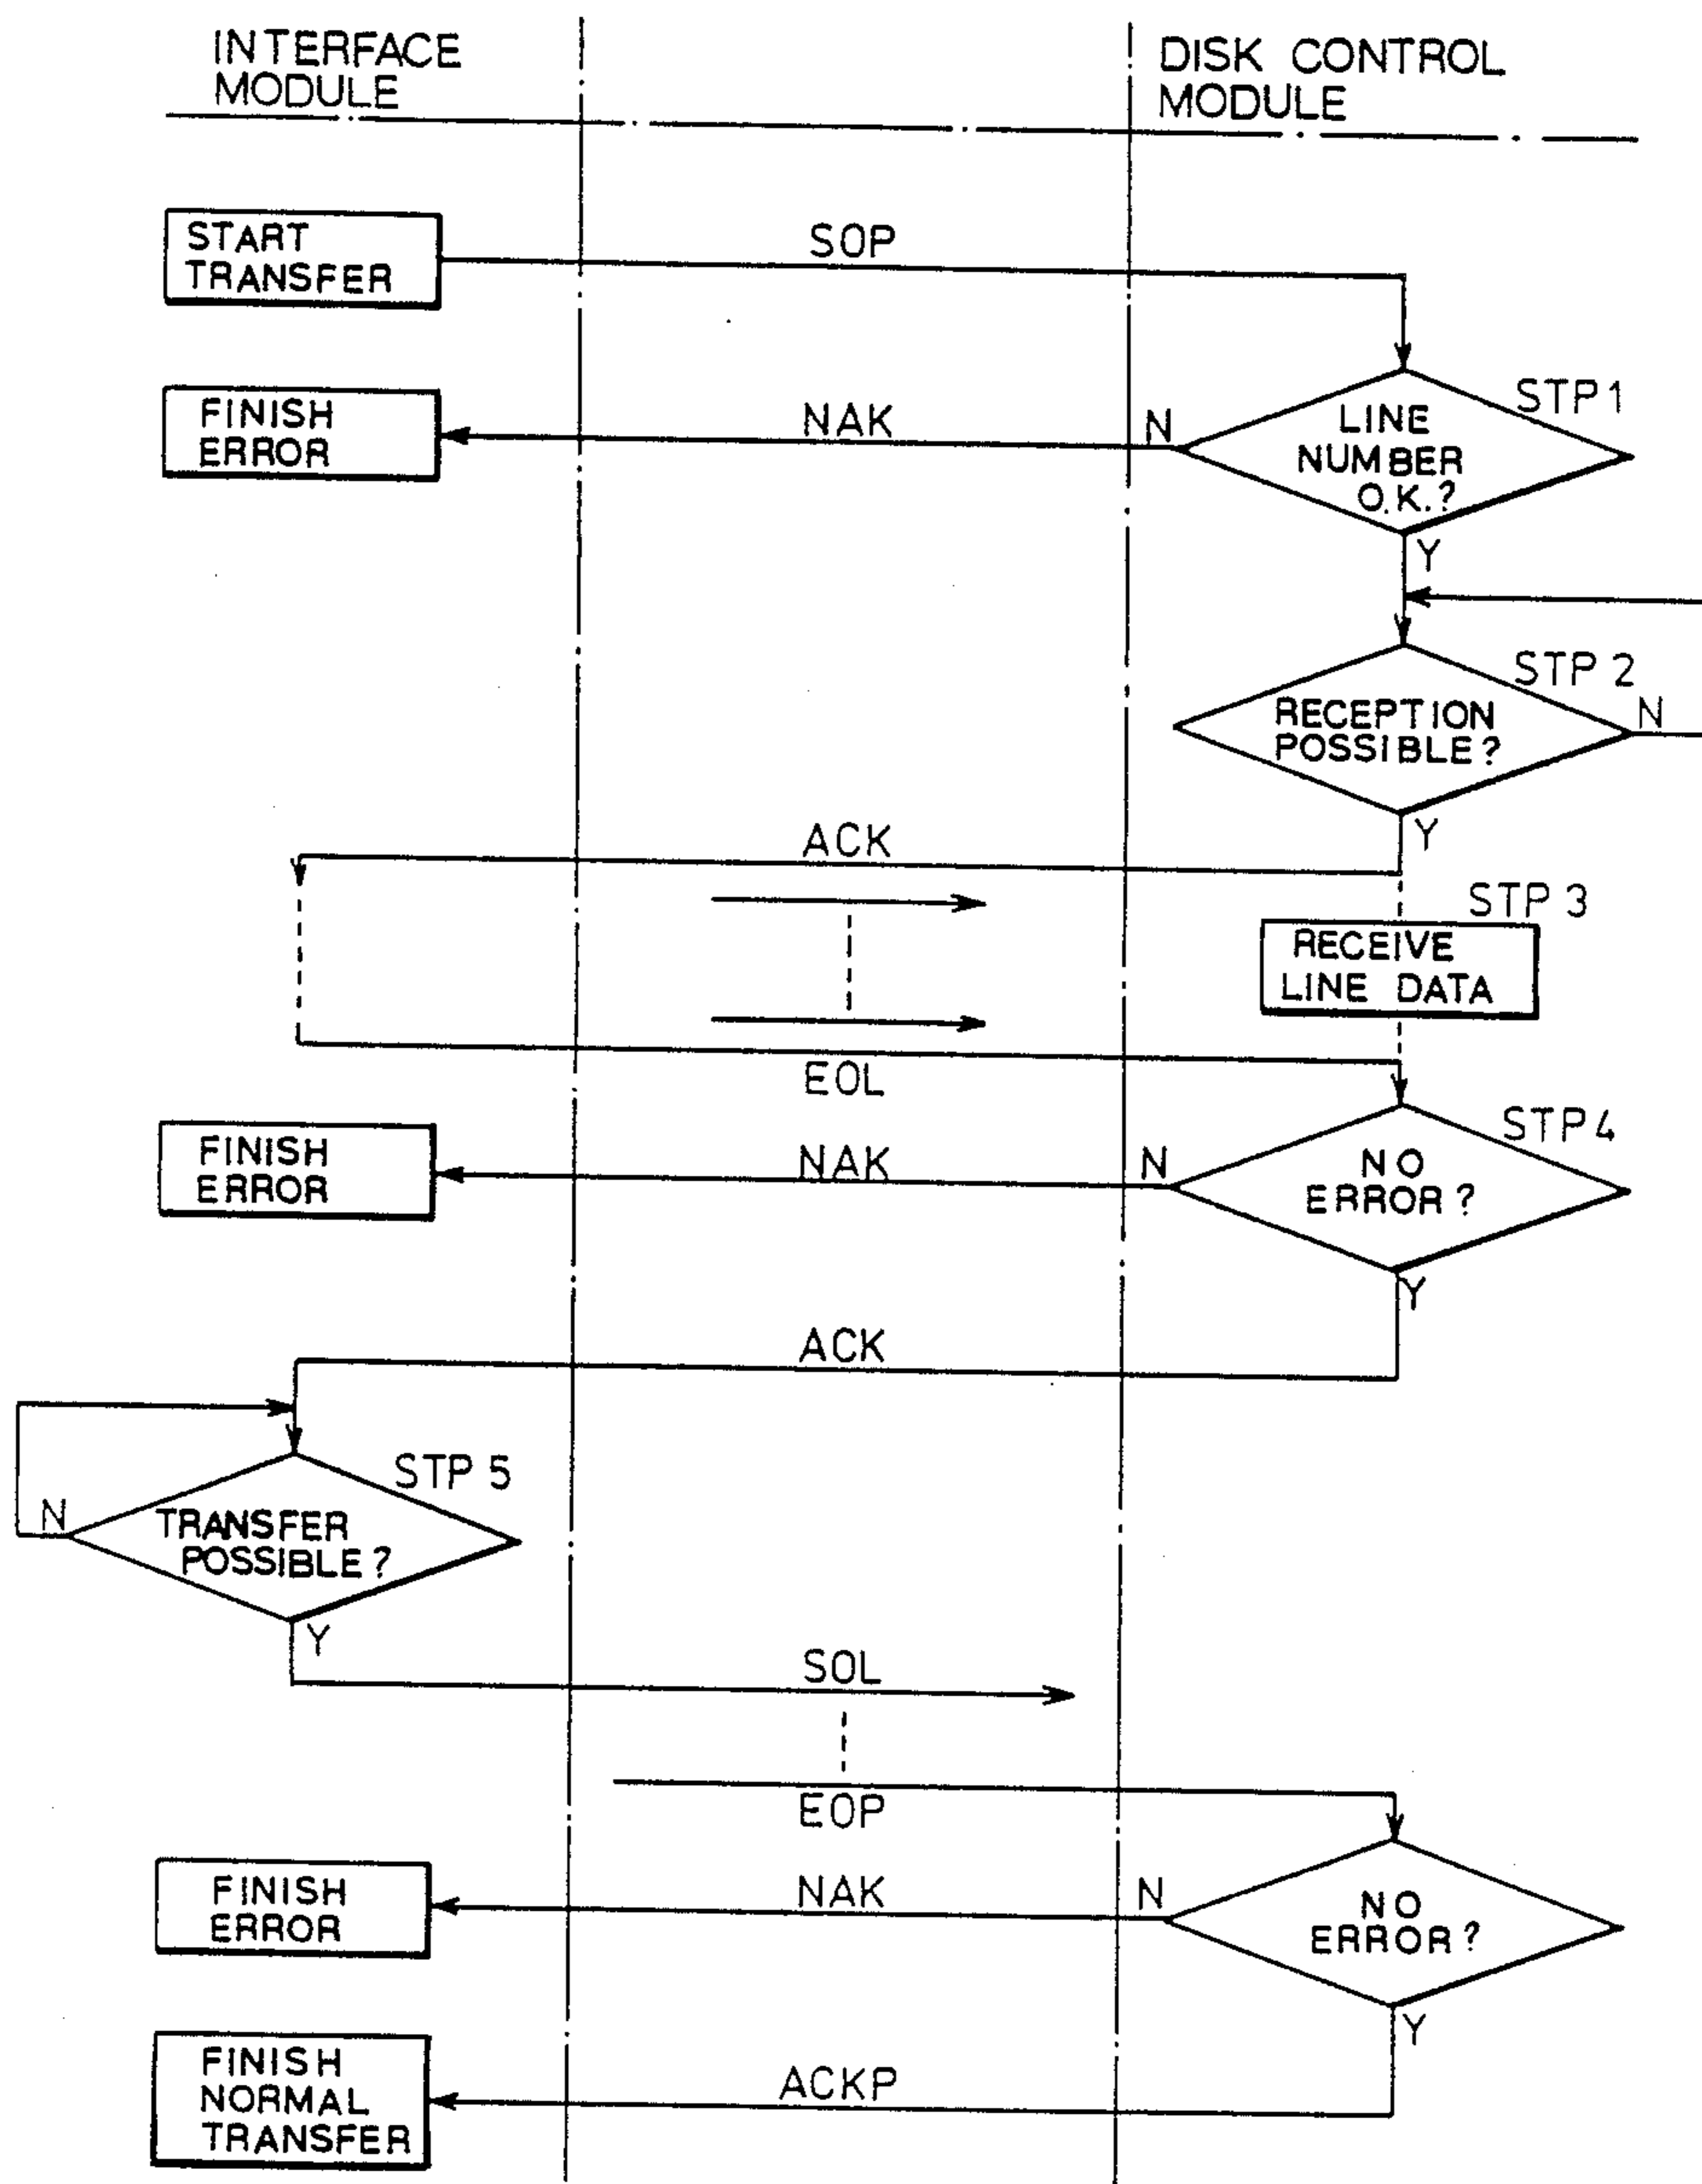 INTERFACE
MODULE
DISK CONTROL
MODULE
START
TRANSFER
SOP
FINISH
ERROR
NAK
N
LINE
NUMBER
O.K.?
STP1
Y
STP 2
RECEPTION
POSSIBLE?
N
Y
ACK
STP 3
RECEIVE
LINE DATA
EOL
STP4
FINISH
ERROR
NAK
N
NO
ERROR?
Y
ACK
STP 5
N
TRANSFER
POSSIBLE?
Y
SOL
EOP
FINISH
ERROR
NAK
N
NO
ERROR?
Y
FINISH
NORMAL
TRANSFER
ACKP